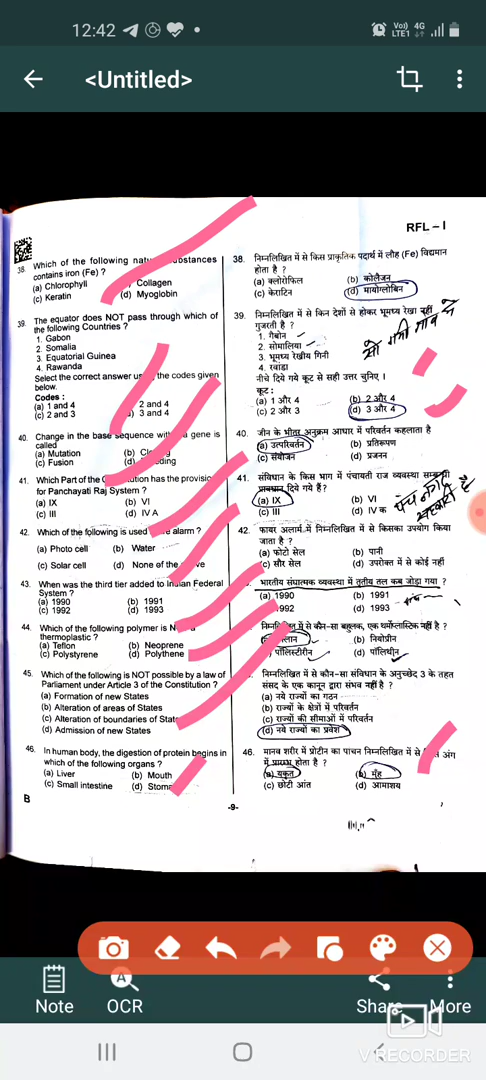 12:42
Vo)) 4G
LTE1
<Untitled>
RFL – I
38. Which of the following substances
contains iron (Fe) ?
(a) Chlorophyll Collagen
(c) Keratin (d) Myoglobin
39. The equator does NOT pass through which of
the following Countries ?
1. Gabon
2. Somalia
3. Equatorial Guinea
4. Rawanda
Select the correct answer the codes given
below.
Codes :
(a) 1 and 4 2 and 4
(c) 2 and 3 3 and 4
40. Change in the base sequence a gene is
called
(a) Mutation (b)
(c) Fusion (d)
41. Which Part of the has the provision
for Panchayati Raj System ?
(a) IX (b) VI
(c) III (d) IV A
42. Which of the following is used alarm ?
(a) Photo cell (b) Water
(c) Solar cell (d) None of the
43. When was the third tier added to Indian Federal
System ?
(a) 1990 (b) 1991
(c) 1992 (d) 1993
44. Which of the following polymer is
thermoplastic ?
(a) Teflon (b) Neoprene
(c) Polystyrene (d) Polythene
45. Which of the following is NOT possible by a law of
Parliament under Article 3 of the Constitution ?
(a) Formation of new States
(b) Alteration of areas of States
(c) Alteration of boundaries of
(d) Admission of new States
46. In human body, the digestion of protein begins in
which of the following organs ?
(a) Liver (b) Mouth
(c) Small intestine (d)
B
-9-
38. निम्नलिखित में से किस प्राकृतिक पदार्थ में लौह (Fe) विद्यमान
होता है ?
(a) क्लोरोफिल (b) कोलैजन
(c) केराटिन (d) मायोग्लोबिन
39. निम्नलिखित में से किन देशों से होकर भूमध्य रेखा नहीं
गुजरती है ?
1. गैबोन
2. सोमालिया
3. भूमध्य रेखीय गिनी
4. रवांडा
नीचे दिये गये कूट से सही उत्तर चुनिए ।
कूट :
(a) 1 और 4 (b) 2 और 4
(c) 2 और 3 (d) 3 और 4
40. जीन के भीतर अनुक्रम आधार में परिवर्तन कहलाता है
(a) उत्परिवर्तन (b) प्रतिरूपण
(c) संयोजन (d) प्रजनन
41. संविधान के किस भाग में पंचायती राज व्यवस्था सम्बन्धी
प्रावधान दिये गये हैं?
(a) IX (b) VI
(c) III (d) IV क
42. फायर अलार्म में निम्नलिखित में से किसका उपयोग किया
जाता है ?
(a) फोटो सेल (b) पानी
(c) सौर सेल (d) उपरोक्त में से कोई नहीं
भारतीय संघात्मक व्यवस्था में तृतीय तल कब जोड़ा गया ?
(a) 1990 (b) 1991
1992 (d) 1993
निम्नलिखित में से कौन-सा बहुलक, एक थर्मोप्लास्टिक नहीं है ?
(b) नियोप्रीन
पॉलिस्टीरीन (d) पॉलिथीन
निम्नलिखित में से कौन-सा संविधान के अनुच्छेद 3 के तहत
संसद के एक कानून द्वारा संभव नहीं है ?
(a) नये राज्यों का गठन
(b) राज्यों के क्षेत्रों में परिवर्तन
(c) राज्यों की सीमाओं में परिवर्तन
(d) नये राज्यों का प्रवेश
46. मानव शरीर में प्रोटीन का पाचन निम्नलिखित में से अंग
में प्रारम्भ होता है ?
(a) यकृत (b) मुँह
(c) छोटी आंत (d) आमाशय
Note
OCR
Share
More
V RECORDER